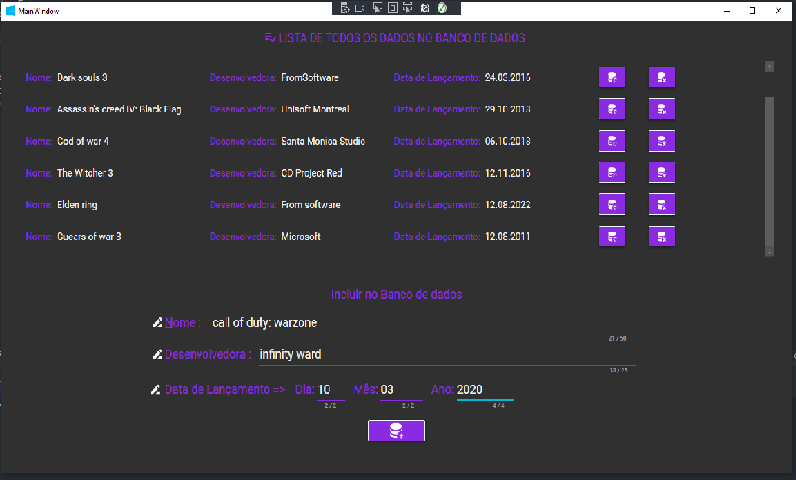 MainWindow
LISTA DE TODOS OS DADOS NO BANCO DE DADOS
Nome: Dark souls 3 Desenvolvedora: FromSoftware Data de Lançamento: 24.03.2016
Nome: Assassin's creed IV: Black Flag Desenvolvedora: Ubisoft Montreal Data de Lançamento: 29.10.2013
Nome: God of war 4 Desenvolvedora: Santa Monica Studio Data de Lançamento: 06.10.2018
Nome: The Witcher 3 Desenvolvedora: CD Project Red Data de Lançamento: 12.11.2016
Nome: Elden ring Desenvolvedora: From software Data de Lançamento: 12.08.2022
Nome: Guears of war 3 Desenvolvedora: Microsoft Data de Lançamento: 12.08.2011
Incluir no Banco de dados
Nome : call of duty: warzone
21 / 50
Desenvolvedora : infinity ward
13 / 25
Data de Lançamento => Dia: 10 Mês: 03 Ano: 2020
2 / 2 2 / 2 4 / 4